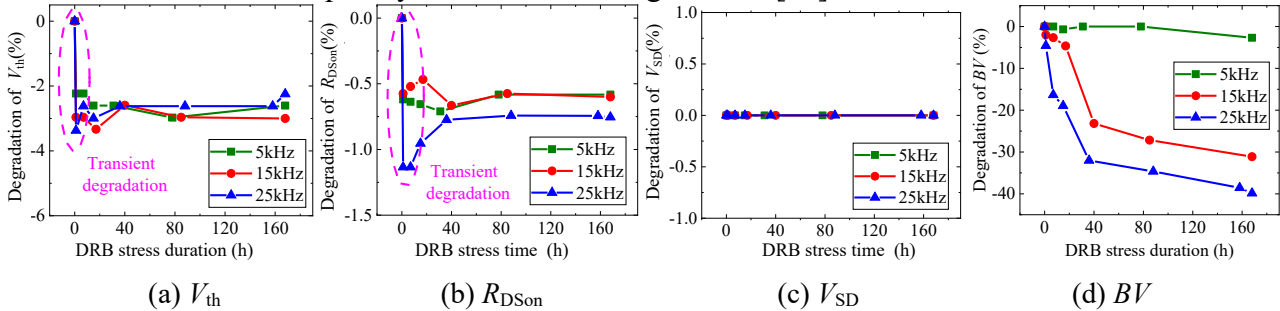 Degradation of Vth(%)
0
-2
-4
-6
Transient
degradation
5kHz
15kHz
25kHz
0 40 80 120 160
DRB stress duration (h)
(a) Vth
Degradation of RDSon(%)
0.0
-0.5
-1.0
-1.5
Transient
degradation
5kHz
15kHz
25kHz
0 40 80 120 160
DRB stress time (h)
(b) RDSon
Degradation of VSD(%)
1.0
0.5
0.0
-0.5
-1.0
5kHz
15kHz
25kHz
0 40 80 120 160
DRB stress time (h)
(c) VSD
Degradation of BV (%)
0
-10
-20
-30
-40
5kHz
15kHz
25kHz
0 40 80 120 160
DRB stress duration (h)
(d) BV